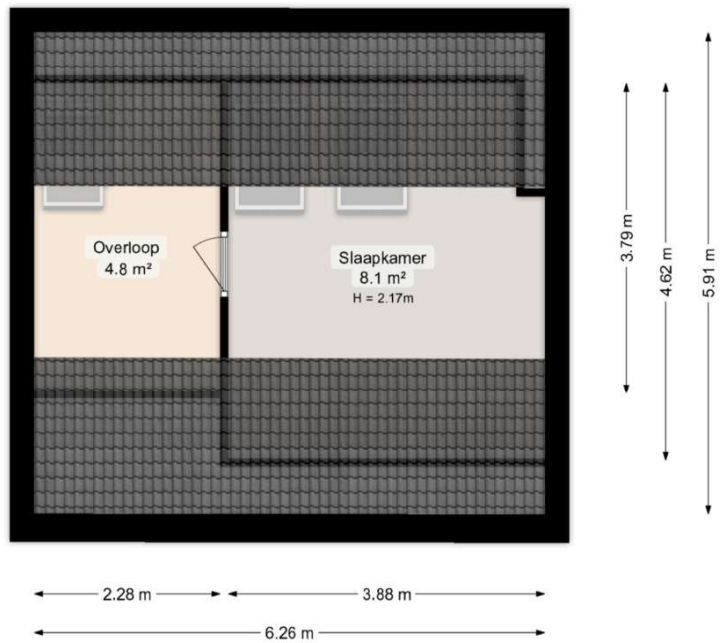 Overloop
4.8 m²
Slaapkamer
8.1 m²
H = 2.17m
3.79 m
4.62 m
5.91 m
2.28 m
3.88 m
6.26 m